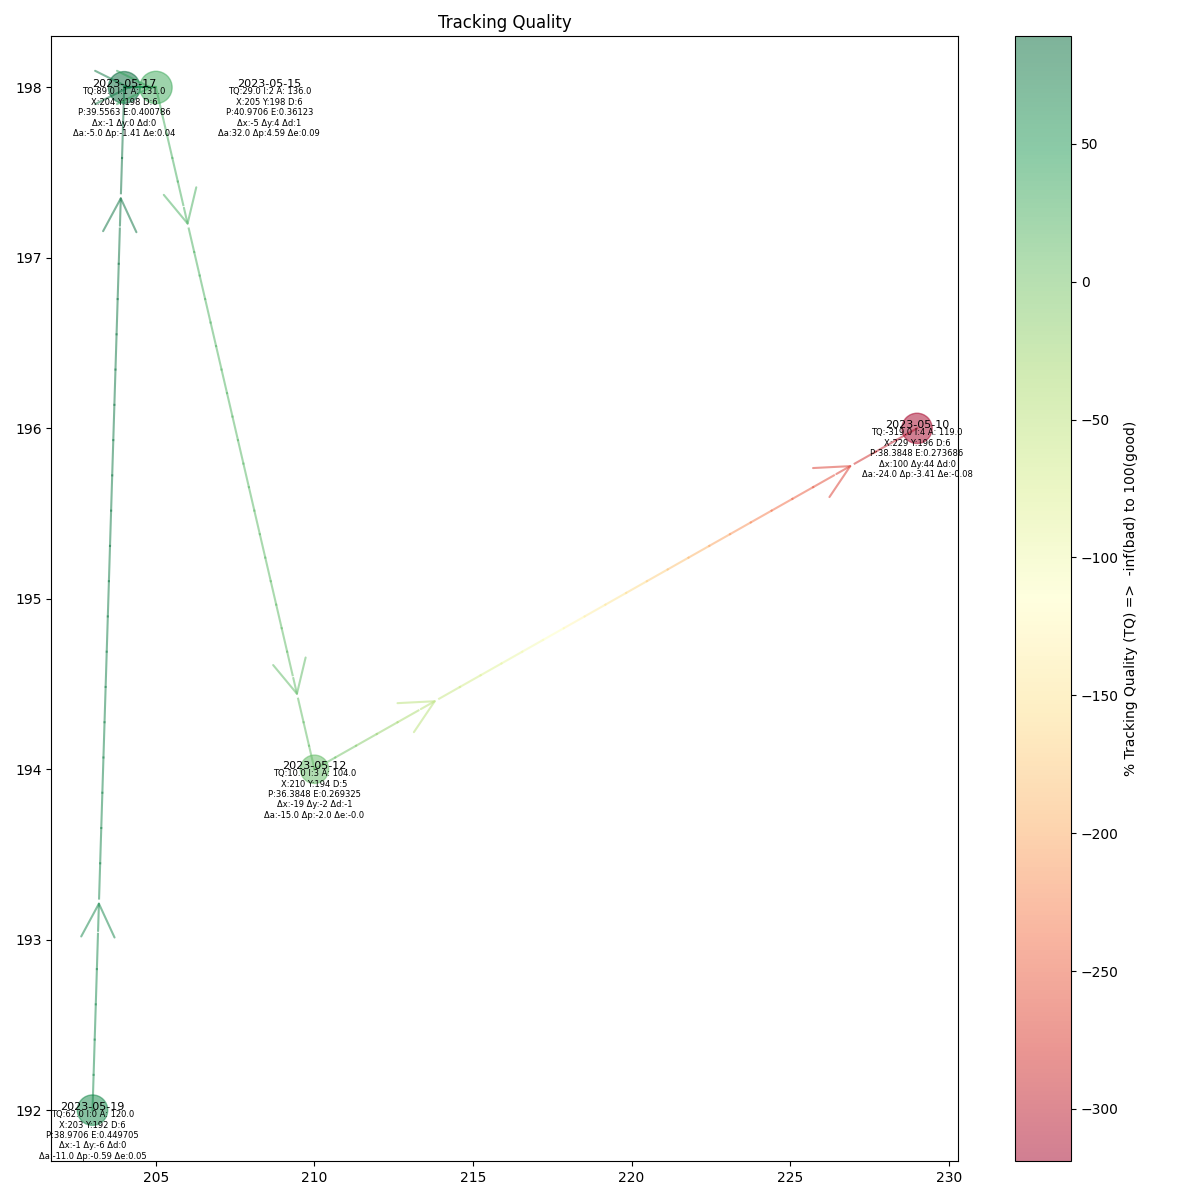 Tracking Quality
198
197
196
195
194
193
192
205
210
215
220
225
230
2023-05-17
TQ:89.0 I:1 A: 131.0
X:204 Y:198 D:6
P:39.5563 E:0.400786
Δx:-1 Δy:0 Δd:0
Δa:-5.0 Δp:-1.41 Δe:0.04
2023-05-15
TQ:29.0 I:2 A: 136.0
X:205 Y:198 D:6
P:40.9706 E:0.36123
Δx:-5 Δy:4 Δd:1
Δa:32.0 Δp:4.59 Δe:0.09
2023-05-10
TQ:-319.0 I:4 A: 119.0
X:229 Y:196 D:6
P:38.3848 E:0.273686
Δx:100 Δy:44 Δd:0
Δa:-24.0 Δp:-3.41 Δe:-0.08
2023-05-12
TQ:10.0 I:3 A: 104.0
X:210 Y:194 D:5
P:36.3848 E:0.269325
Δx:-19 Δy:-2 Δd:-1
Δa:-15.0 Δp:-2.0 Δe:-0.0
2023-05-19
TQ:62.0 I:0 A: 120.0
X:203 Y:192 D:6
P:38.9706 E:0.449705
Δx:-1 Δy:-6 Δd:0
Δa:-11.0 Δp:-0.59 Δe:0.05
50
0
−50
−100
−150
−200
−250
−300
% Tracking Quality (TQ) =>  -inf(bad) to 100(good)